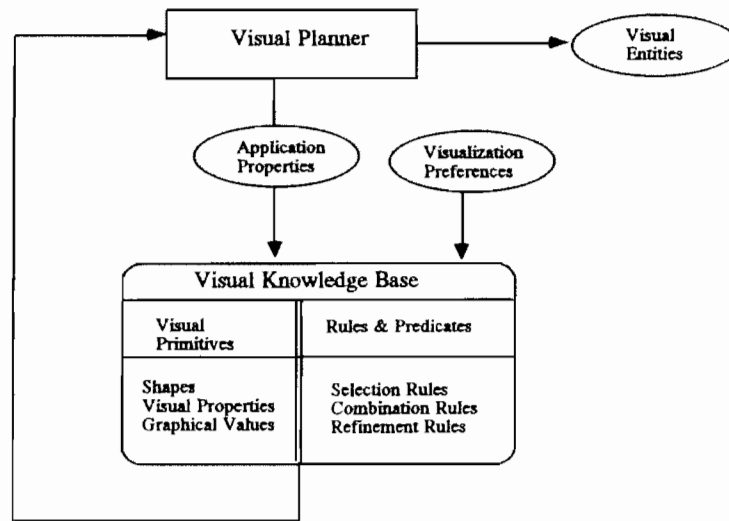 Visual Planner
Visual
Entities
Application
Properties
Visualization
Preferences
Visual Knowledge Base
Visual
Primitives
Rules & Predicates
Shapes
Visual Properties
Graphical Values
Selection Rules
Combination Rules
Refinement Rules